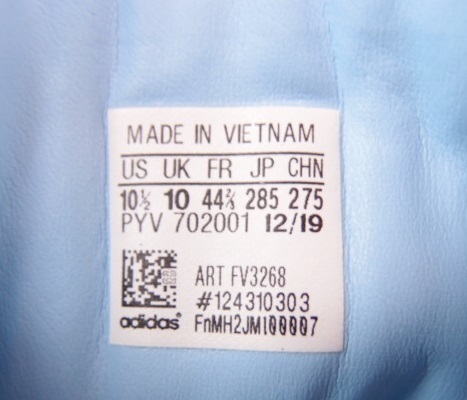 MADE IN VIETNAM
US UK FR JP CHN
10½ 10 44⅔ 285 275
PYV 702001 12/19
ART FV3268
#124310303
adidas® FnMH2JM100007